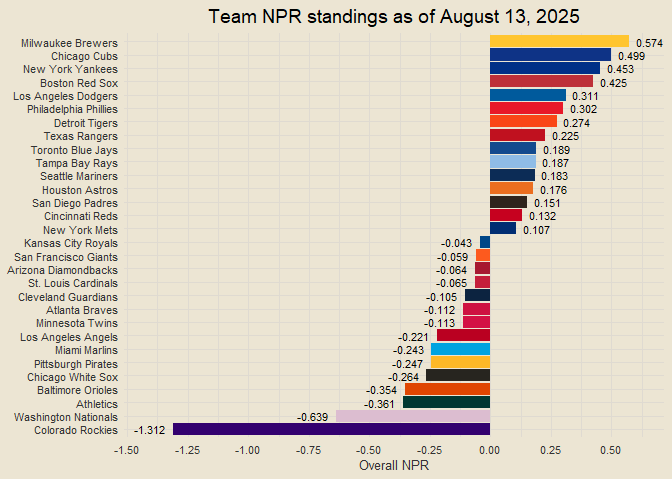 Team NPR standings as of August 13, 2025
Milwaukee Brewers 0.574
Chicago Cubs 0.499
New York Yankees 0.453
Boston Red Sox 0.425
Los Angeles Dodgers 0.311
Philadelphia Phillies 0.302
Detroit Tigers 0.274
Texas Rangers 0.225
Toronto Blue Jays 0.189
Tampa Bay Rays 0.187
Seattle Mariners 0.183
Houston Astros 0.176
San Diego Padres 0.151
Cincinnati Reds 0.132
New York Mets 0.107
Kansas City Royals -0.043
San Francisco Giants -0.059
Arizona Diamondbacks -0.064
St. Louis Cardinals -0.065
Cleveland Guardians -0.105
Atlanta Braves -0.112
Minnesota Twins -0.113
Los Angeles Angels -0.221
Miami Marlins -0.243
Pittsburgh Pirates -0.247
Chicago White Sox -0.264
Baltimore Orioles -0.354
Athletics -0.361
Washington Nationals -0.639
Colorado Rockies -1.312
-1.50 -1.25 -1.00 -0.75 -0.50 -0.25 0.00 0.25 0.50
Overall NPR